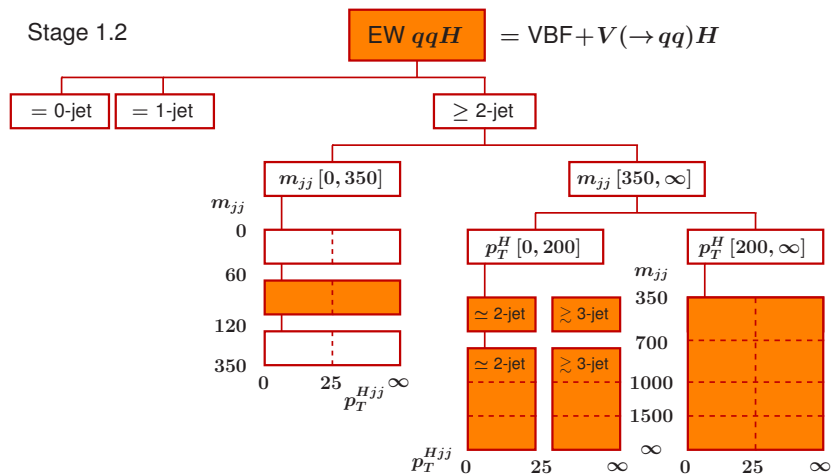 Stage 1.2
EW qqH = VBF+V(→qq)H
= 0-jet = 1-jet ≥ 2-jet
m_jj [0, 350] m_jj [350, ∞]
m_jj
0
60
120
350
0 25 ∞
p_T^Hjj
p_T^H [0, 200] p_T^H [200, ∞]
m_jj
350
700
1000
1500
∞
≃ 2-jet ≳ 3-jet
≃ 2-jet ≳ 3-jet
p_T^Hjj 0 25 ∞ 0 25 ∞